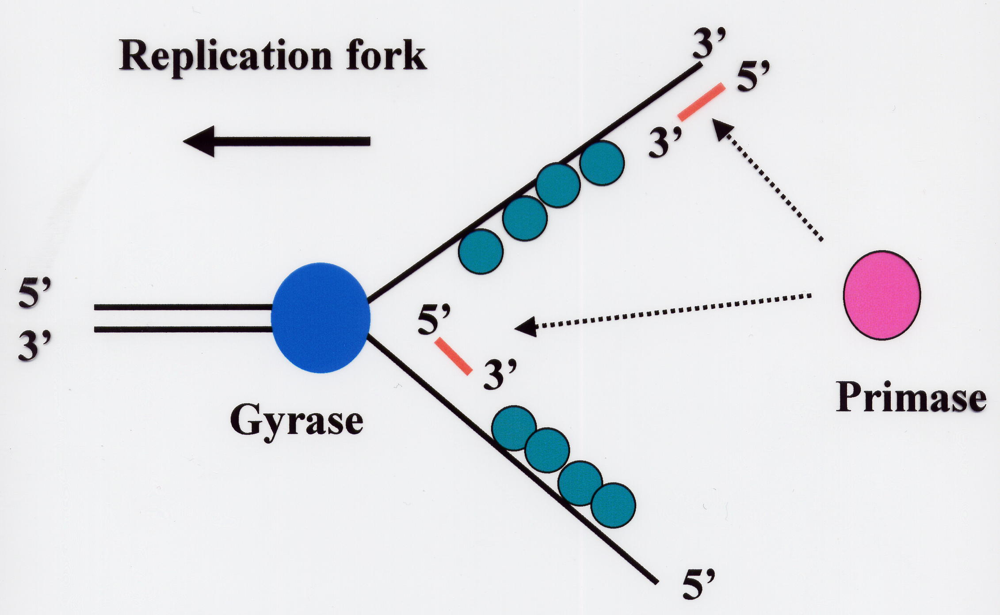 Replication fork
3’
5’
3’
5’
3’
5’
3’
Gyrase
Primase
5’